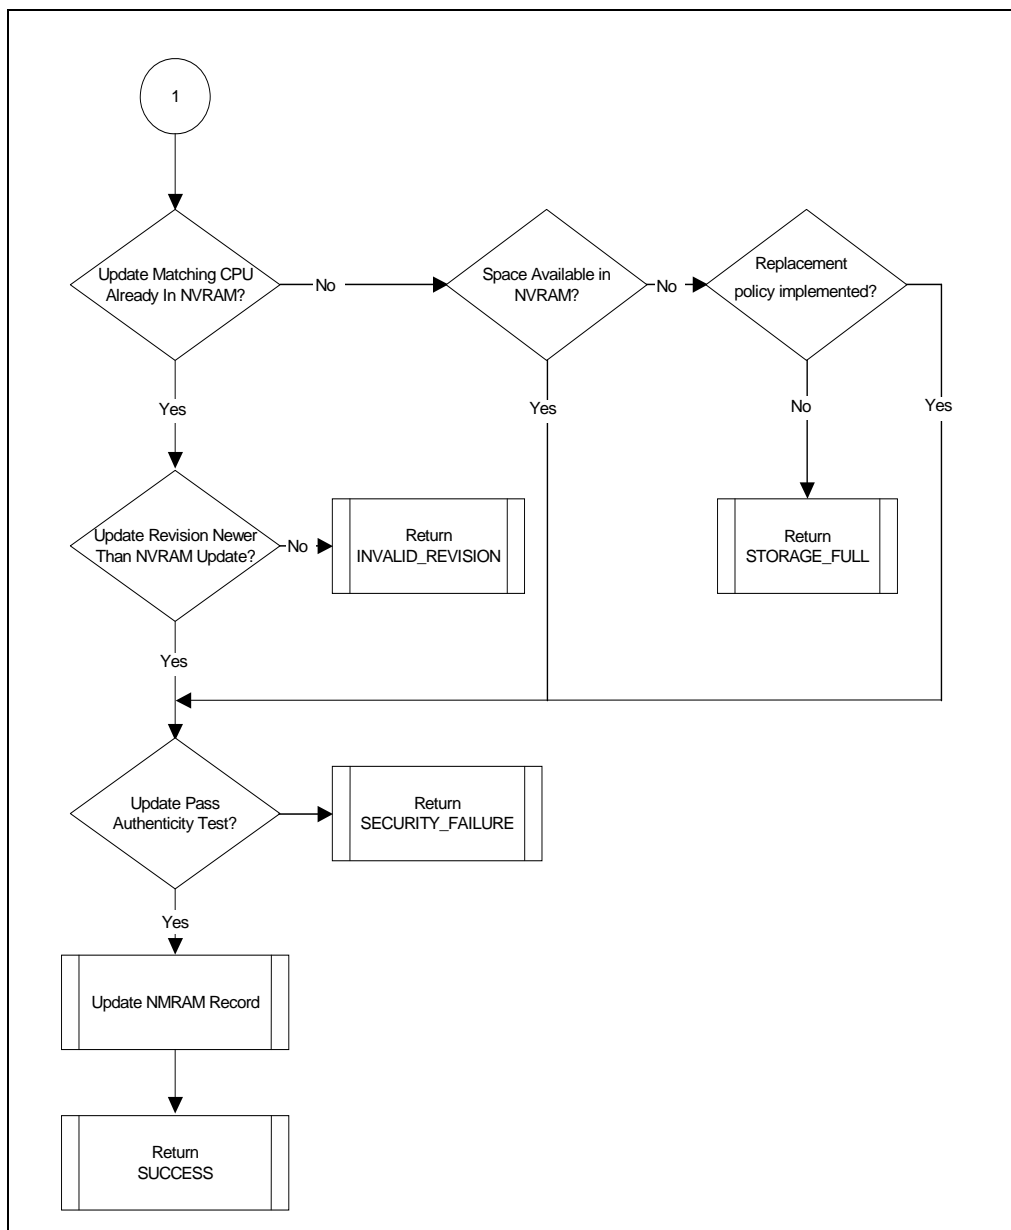 1
Update Matching CPU
Already In NVRAM?
No
Space Available in
NVRAM?
No
Replacement
policy implemented?
Yes
Yes
No
Yes
Update Revision Newer
Than NVRAM Update?
No
Return
INVALID_REVISION
Return
STORAGE_FULL
Yes
Update Pass
Authenticity Test?
Return
SECURITY_FAILURE
Yes
Update NMRAM Record
Return
SUCCESS